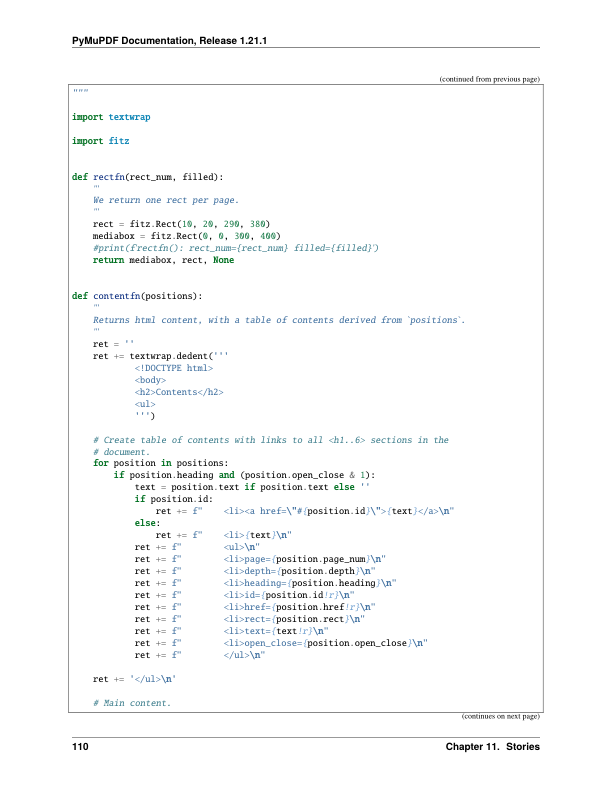 PyMuPDF Documentation, Release 1.21.1
(continued from previous page)
"""
import textwrap
import fitz
def rectfn(rect_num, filled):
    '''
    We return one rect per page.
    '''
    rect = fitz.Rect(10, 20, 290, 380)
    mediabox = fitz.Rect(0, 0, 300, 400)
    #print(f'rectfn(): rect_num={rect_num} filled={filled}')
    return mediabox, rect, None
def contentfn(positions):
    '''
    Returns html content, with a table of contents derived from `positions`.
    '''
    ret = ''
    ret += textwrap.dedent('''
            <!DOCTYPE html>
            <body>
            <h2>Contents</h2>
            <ul>
            ''')
    # Create table of contents with links to all <h1..6> sections in the
    # document.
    for position in positions:
        if position.heading and (position.open_close & 1):
            text = position.text if position.text else ''
            if position.id:
                ret += f"    <li><a href=\"#{position.id}\">{text}</a>\n"
            else:
                ret += f"    <li>{text}\n"
            ret += f"        <ul>\n"
            ret += f"        <li>page={position.page_num}\n"
            ret += f"        <li>depth={position.depth}\n"
            ret += f"        <li>heading={position.heading}\n"
            ret += f"        <li>id={position.id!r}\n"
            ret += f"        <li>href={position.href!r}\n"
            ret += f"        <li>rect={position.rect}\n"
            ret += f"        <li>text={text!r}\n"
            ret += f"        <li>open_close={position.open_close}\n"
            ret += f"        </ul>\n"
    ret += '</ul>\n'
    # Main content.
(continues on next page)
110 Chapter 11. Stories